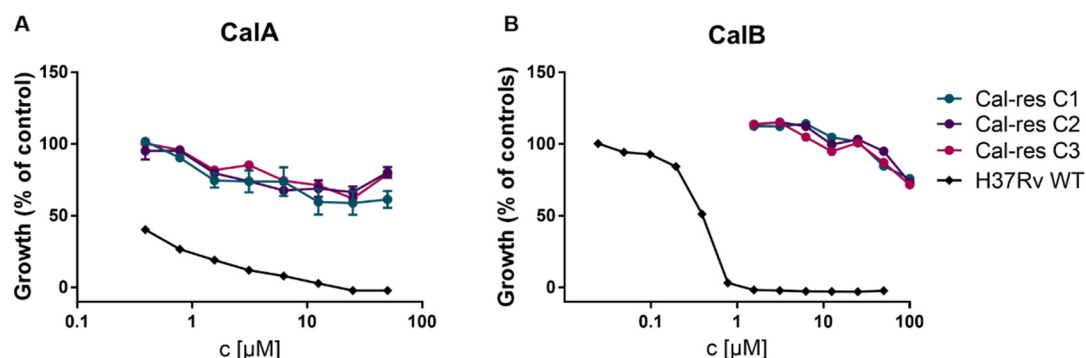 A
CalA
Growth (% of control)
150
100
50
0
0.1
1
10
100
c [µM]
B
CalB
Growth (% of controls)
150
100
50
0
0.1
1
10
100
c [µM]
Cal-res C1
Cal-res C2
Cal-res C3
H37Rv WT